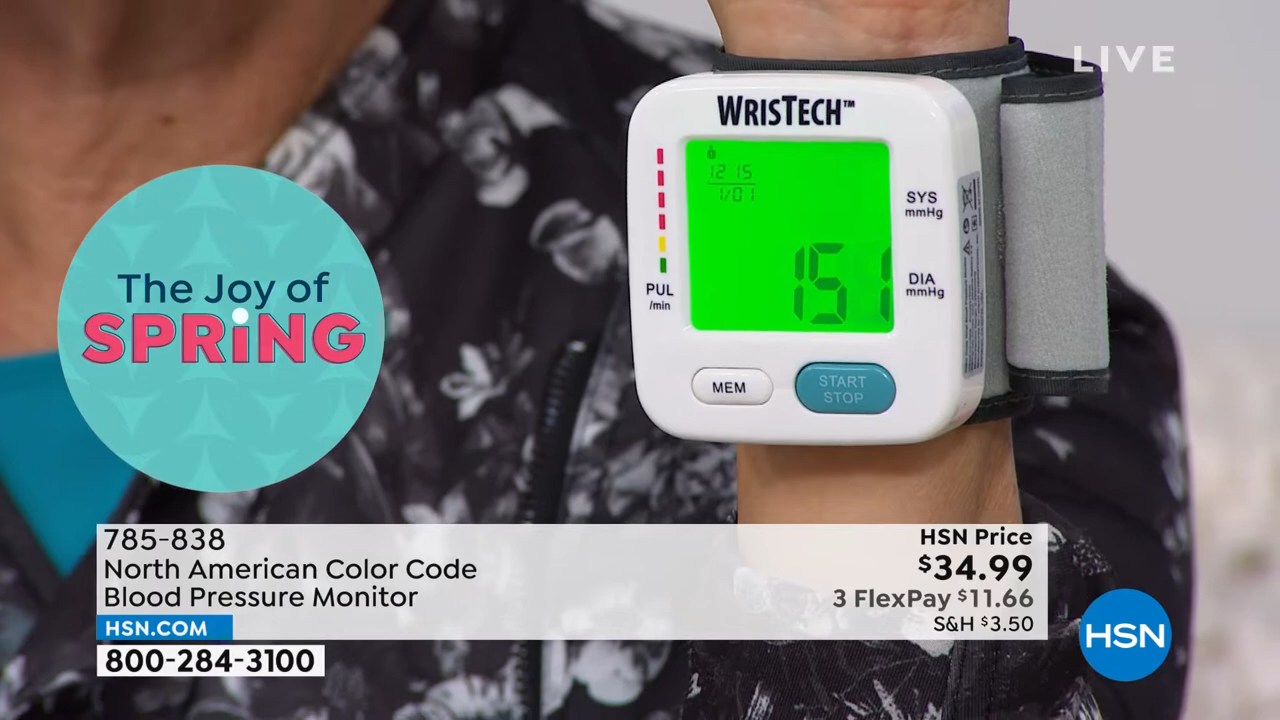 LIVE
WRISTECH™
12 15
1/01
151
SYS
mmHg
DIA
mmHg
PUL
/min
MEM
START
STOP
The Joy of
SPRiNG
785-838
North American Color Code
Blood Pressure Monitor
HSN.COM
800-284-3100
HSN Price
$34.99
3 FlexPay $11.66
S&H $3.50
HSN